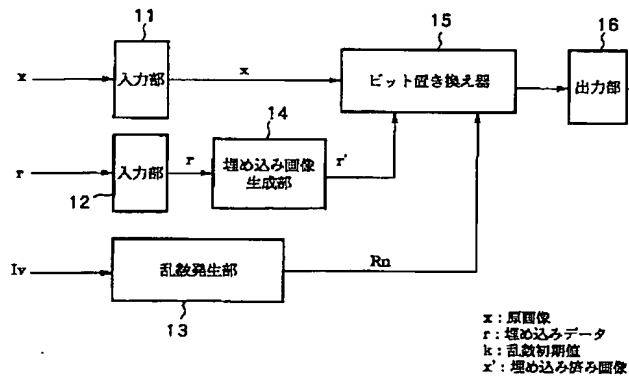 11
15
16
x
入力部
x
ビット置き換え器
出力部
14
r
入力部
r
埋め込み画像
生成部
r'
12
Iv
乱数発生部
Rn
13
x：原画像
r：埋め込みデータ
k：乱数初期値
x'：埋め込み済み画像